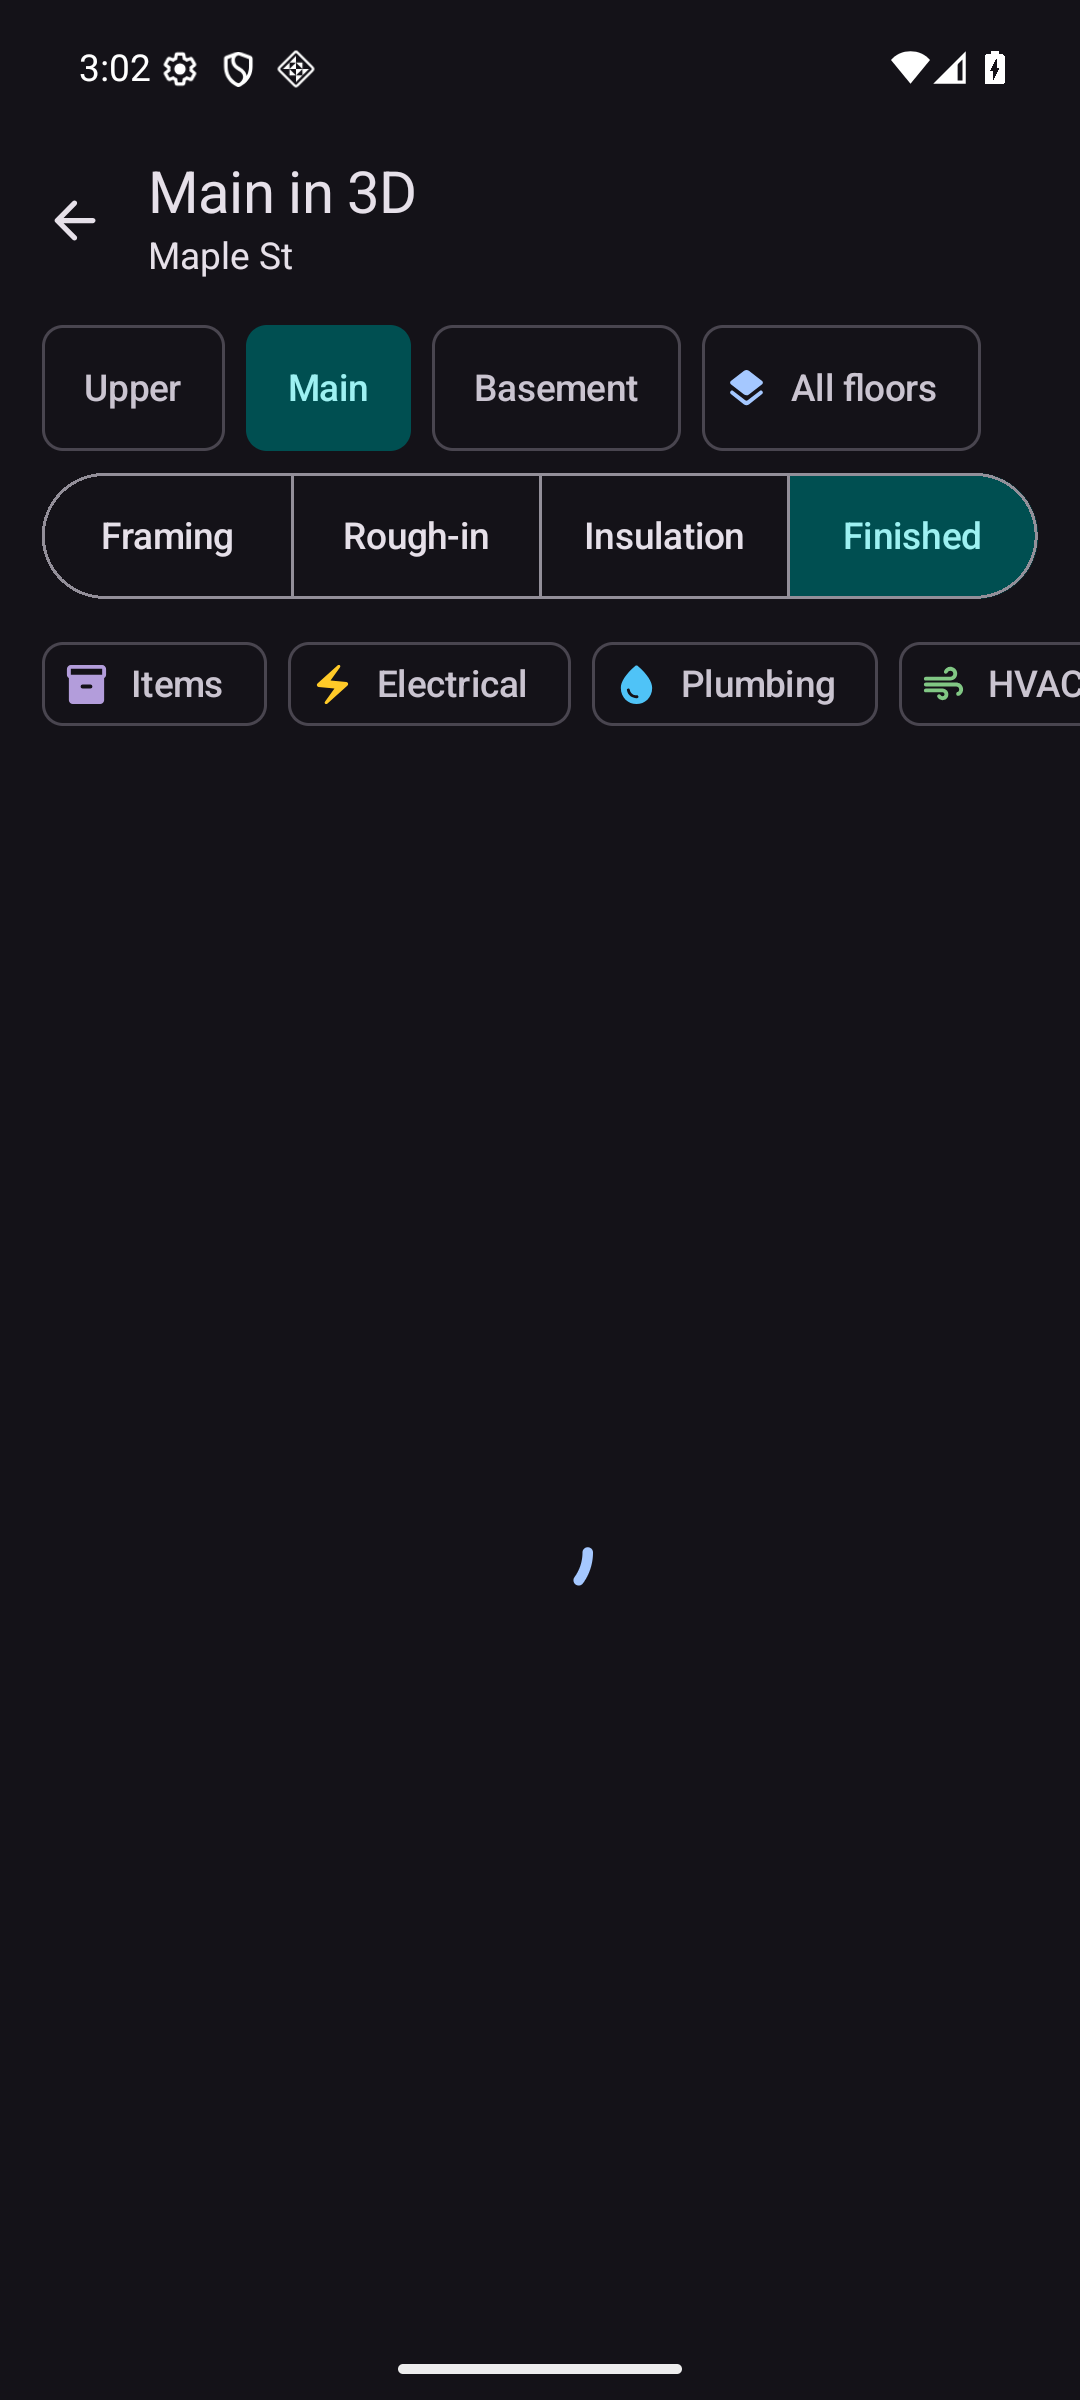 3:02
Main in 3D
Maple St
Upper Main Basement All floors
Framing Rough-in Insulation Finished
Items Electrical Plumbing HVAC